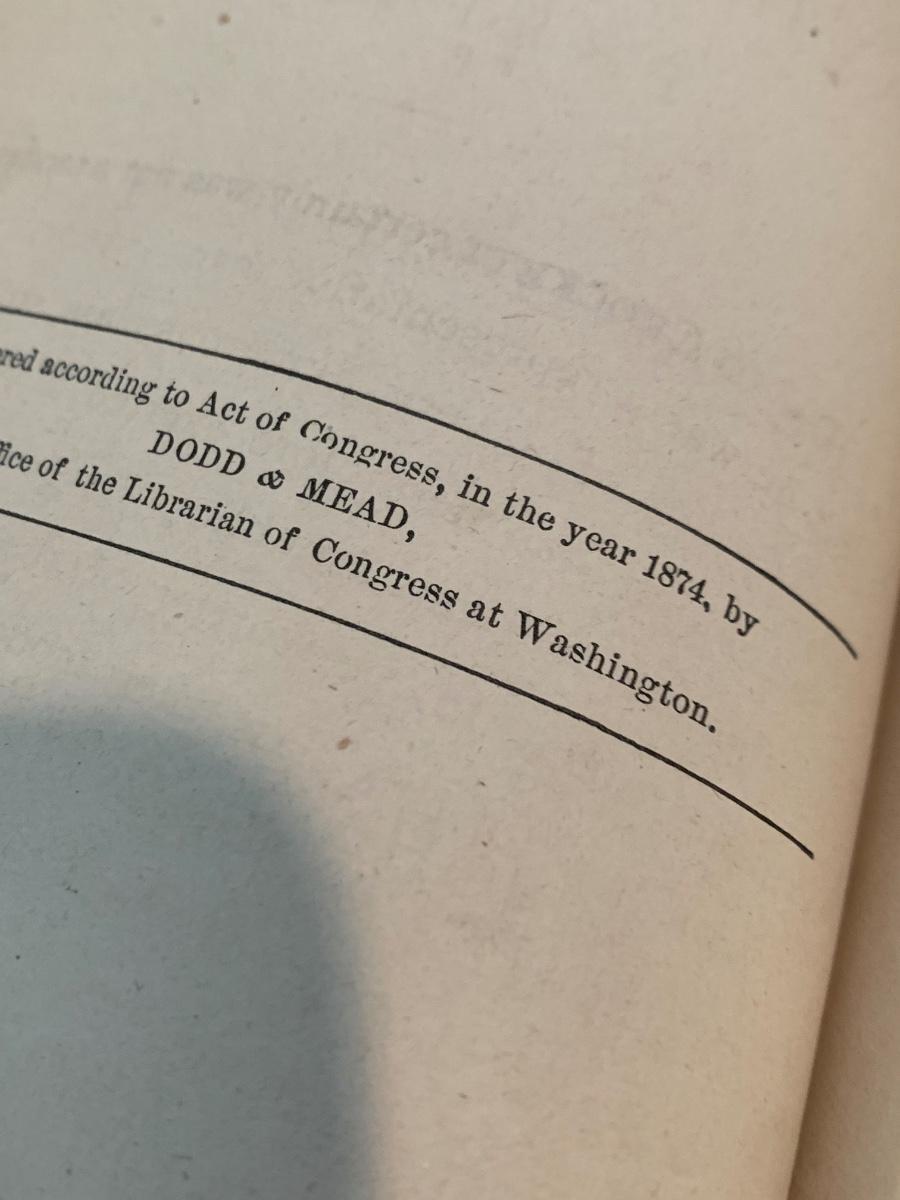 red according to Act of Congress, in the year 1874, by
DODD & MEAD,
fice of the Librarian of Congress at Washington.